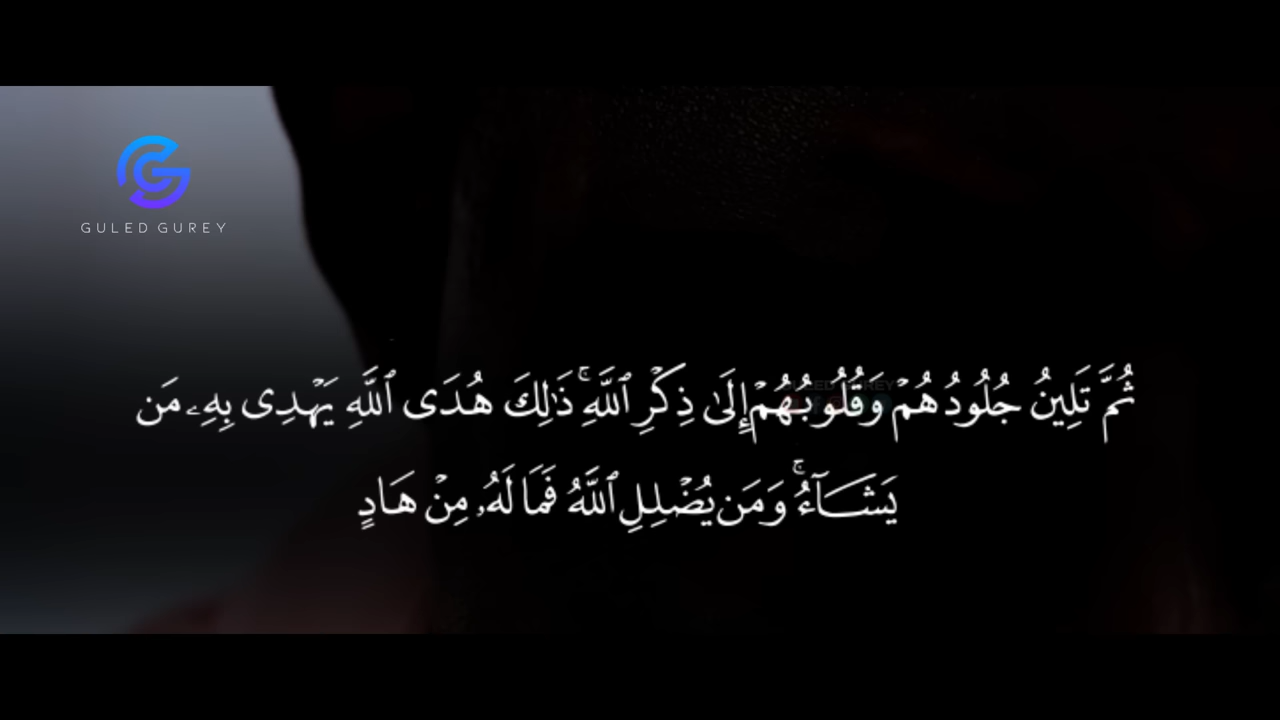 GULED GUREY
ثُمَّ تَلِينُ جُلُودُهُمْ وَقُلُوبُهُمْ إِلَىٰ ذِكْرِ ٱللَّهِ ۚ ذَٰلِكَ هُدَى ٱللَّهِ يَهْدِى بِهِۦ مَن
يَشَآءُ ۚ وَمَن يُضْلِلِ ٱللَّهُ فَمَا لَهُۥ مِنْ هَادٍ